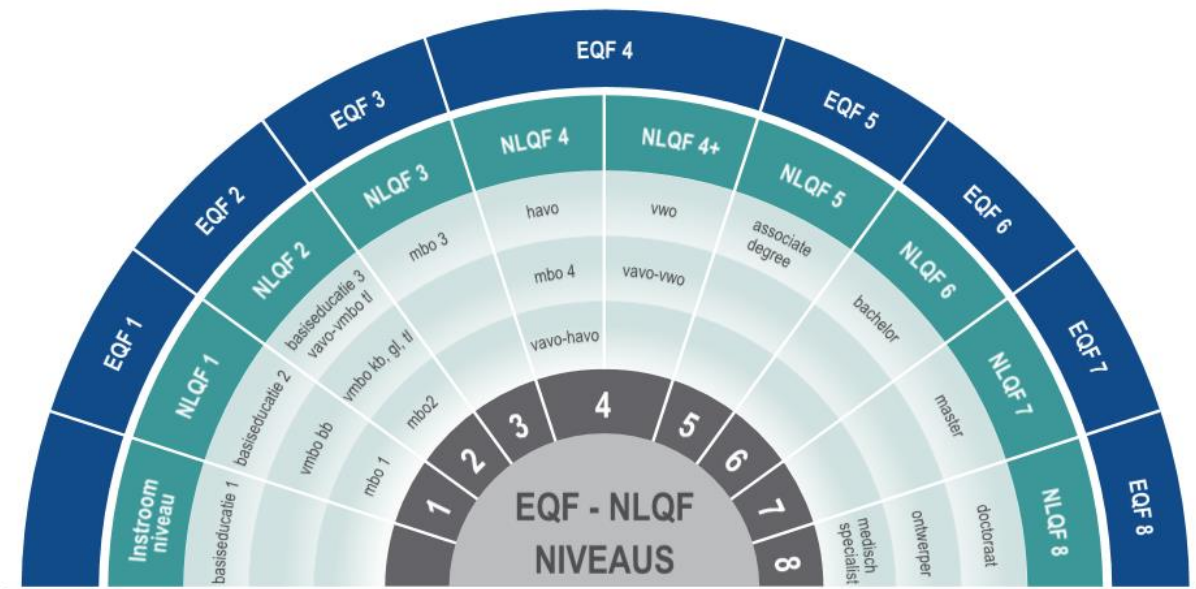 EQF 1
EQF 2
EQF 3
EQF 4
EQF 5
EQF 6
EQF 7
EQF 8
Instroom
niveau
NLQF 1
NLQF 2
NLQF 3
NLQF 4
NLQF 4+
NLQF 5
NLQF 6
NLQF 7
NLQF 8
basiseducatie 1
basiseducatie 2
vmbo bb
mbo 1
basiseducatie 3
vavo-vmbo tl
vmbo kb, gl, tl
mbo2
mbo 3
havo
mbo 4
vavo-havo
vwo
vavo-vwo
associate
degree
bachelor
master
doctoraat
ontwerper
medisch
specialist
1
2
3
4
5
6
7
8
EQF - NLQF
NIVEAUS